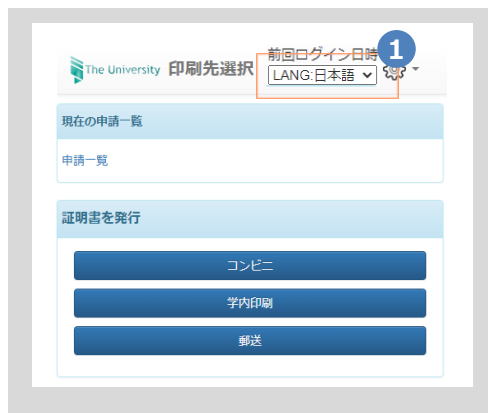 前回ログイン日時
1
The University 印刷先選択
LANG:日本語
現在の申請一覧
申請一覧
証明書を発行
コンビニ
学内印刷
郵送